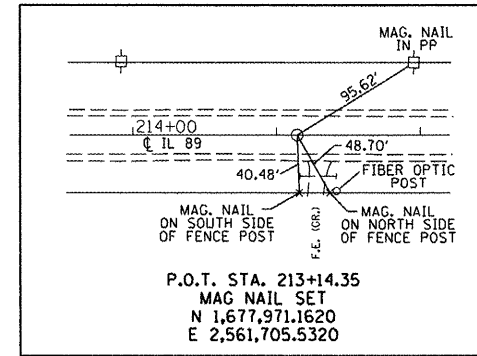 MAG. NAIL
IN PP
95.62'
214+00
℄ IL 89
48.70'
40.48'
FIBER OPTIC
POST
MAG. NAIL
ON SOUTH SIDE
OF FENCE POST
F.E. (GR.)
MAG. NAIL
ON NORTH SIDE
OF FENCE POST
P.O.T. STA. 213+14.35
MAG NAIL SET
N 1,677,971.1620
E 2,561,705.5320